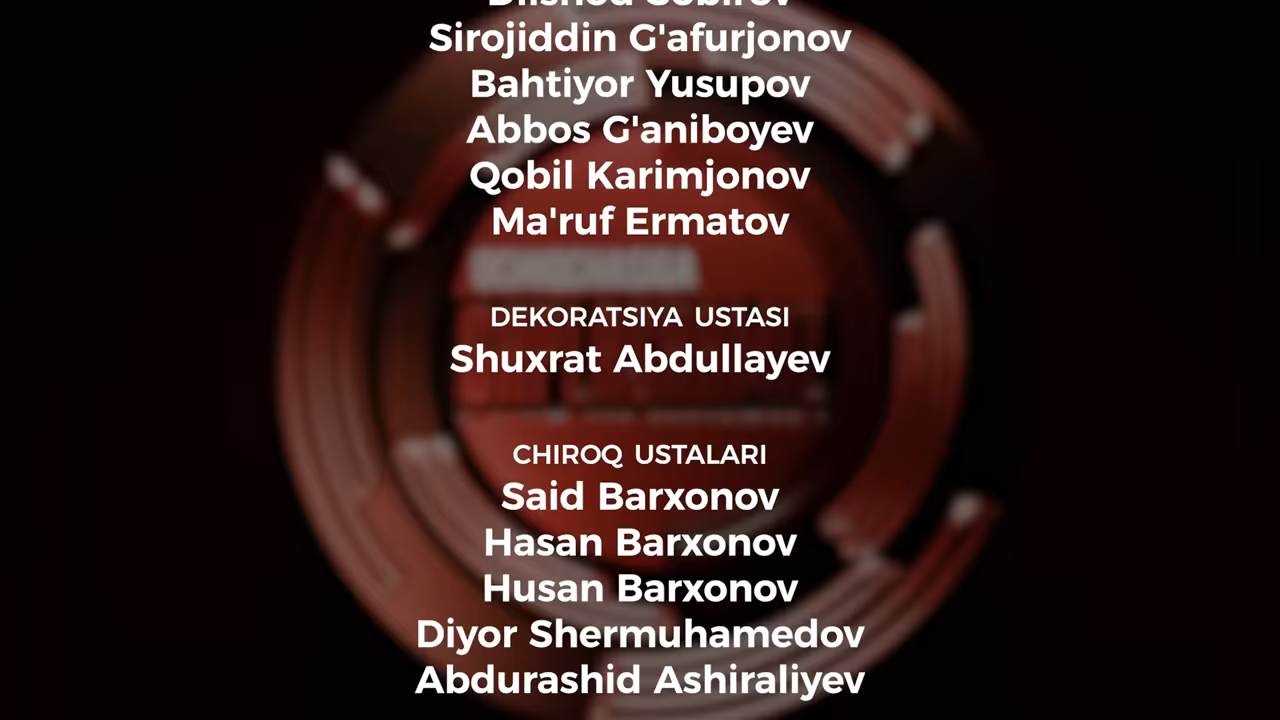 Sirojiddin G'afurjonov
Bahtiyor Yusupov
Abbos G'aniboyev
Qobil Karimjonov
Ma'ruf Ermatov
DEKORATSIYA USTASI
Shuxrat Abdullayev
CHIROQ USTALARI
Said Barxonov
Hasan Barxonov
Husan Barxonov
Diyor Shermuhamedov
Abdurashid Ashiraliyev